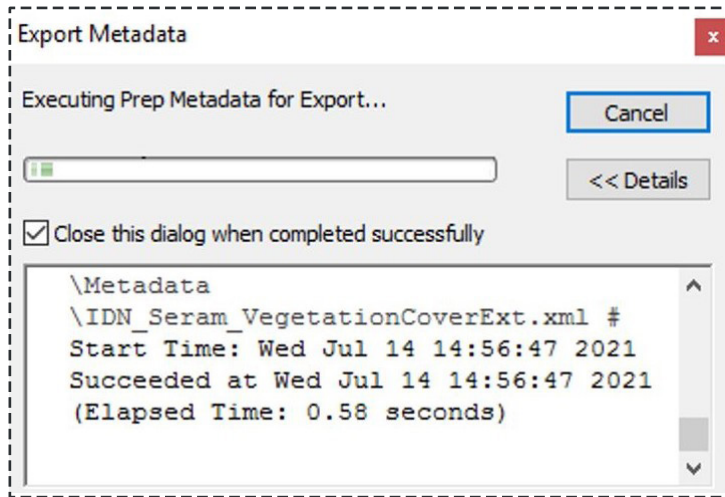 Export Metadata
x
Executing Prep Metadata for Export...
Cancel
<< Details
Close this dialog when completed successfully
\Metadata
\IDN_Seram_VegetationCoverExt.xml #
Start Time: Wed Jul 14 14:56:47 2021
Succeeded at Wed Jul 14 14:56:47 2021
(Elapsed Time: 0.58 seconds)